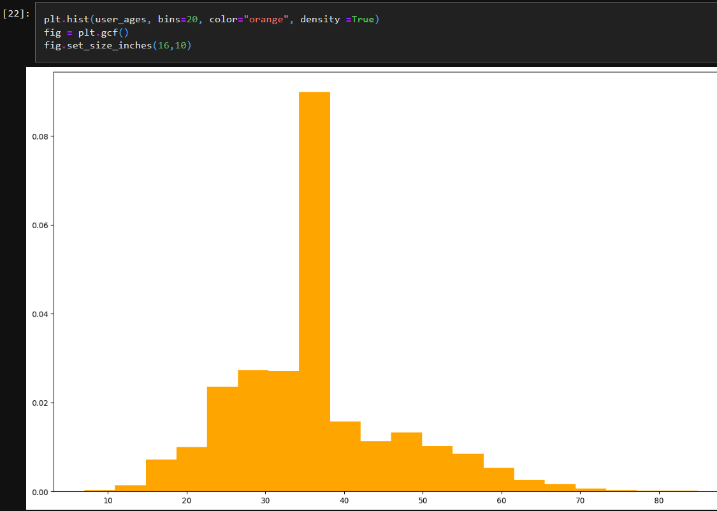 [22]:
plt.hist(user_ages, bins=20, color="orange", density =True)
fig = plt.gcf()
fig.set_size_inches(16,10)
0.08
0.06
0.04
0.02
0.00
10 20 30 40 50 60 70 80